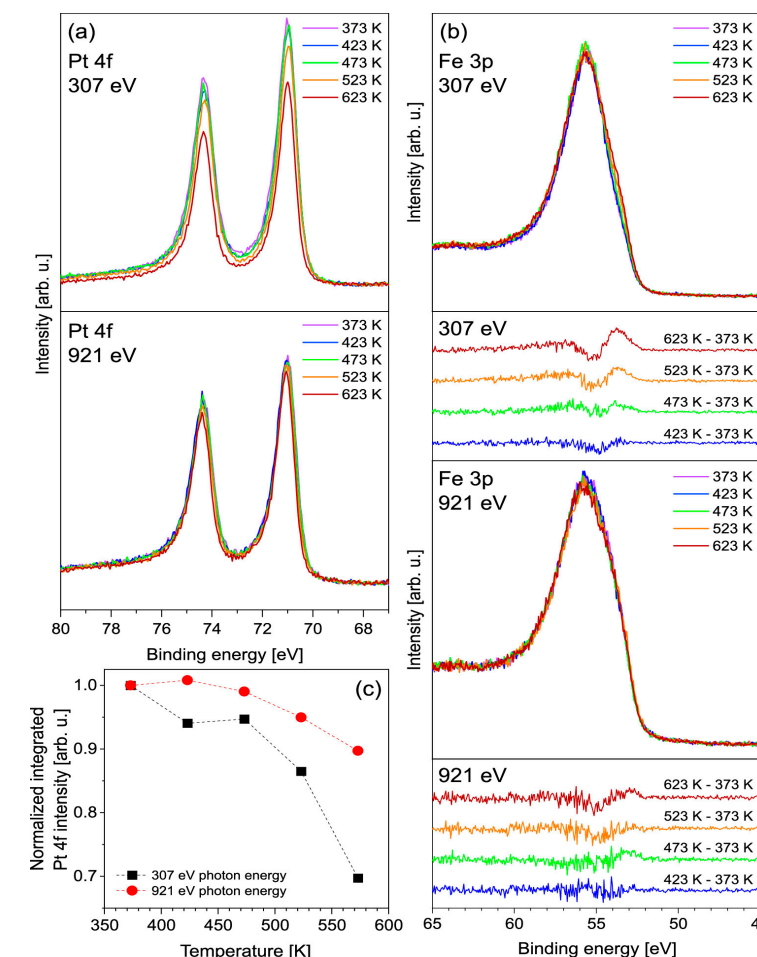 (a)
Pt 4f
307 eV
373 K
423 K
473 K
523 K
623 K
Pt 4f
921 eV
373 K
423 K
473 K
523 K
623 K
Intensity [arb. u.]
80 78 76 74 72 70 68
Binding energy [eV]
(b)
Fe 3p
307 eV
373 K
423 K
473 K
523 K
623 K
Intensity [arb. u.]
307 eV
623 K - 373 K
523 K - 373 K
473 K - 373 K
423 K - 373 K
Fe 3p
921 eV
373 K
423 K
473 K
523 K
623 K
Intensity [arb. u.]
921 eV
623 K - 373 K
523 K - 373 K
473 K - 373 K
423 K - 373 K
65 60 55 50
Binding energy [eV]
(c)
Normalized integrated
Pt 4f intensity [arb. u.]
1.0
0.9
0.8
0.7
307 eV photon energy
921 eV photon energy
350 400 450 500 550 600
Temperature [K]